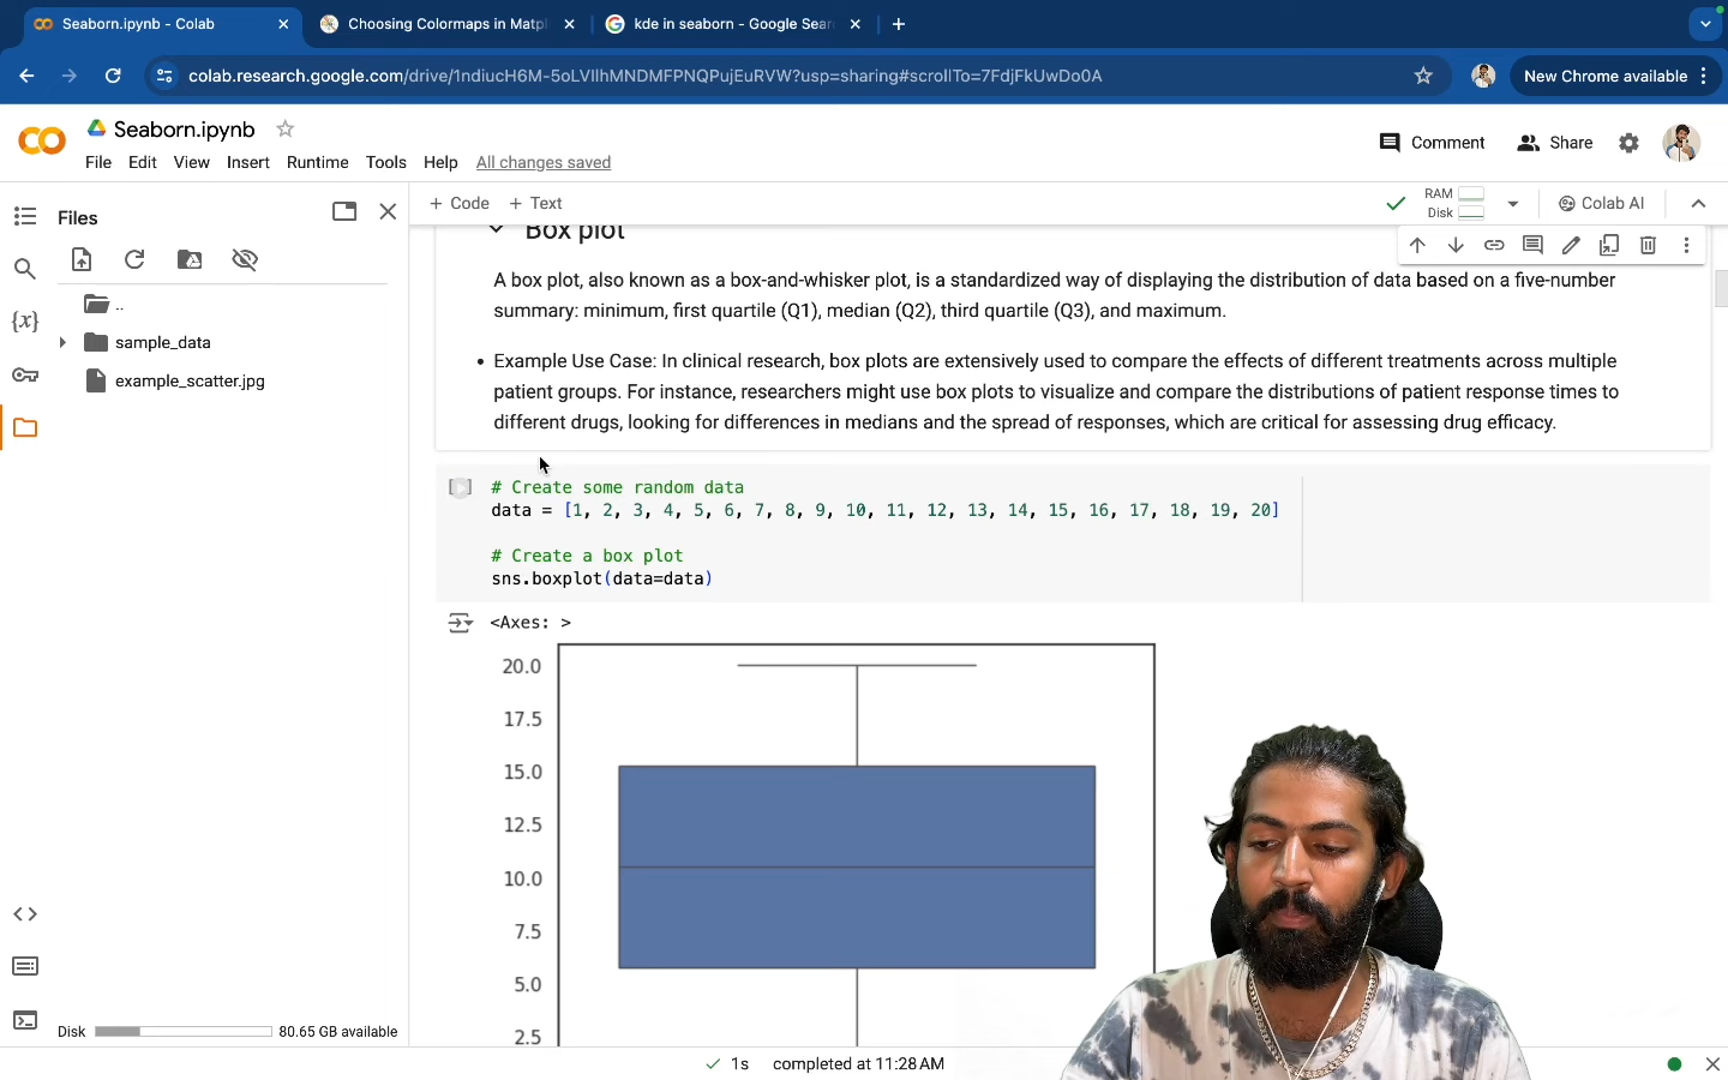 Seaborn.ipynb - Colab
Choosing Colormaps in Matpl
kde in seaborn - Google Sear
colab.research.google.com/drive/1ndiucH6M-5oLVIlhMNDMFPNQPujEuRVW?usp=sharing#scrollTo=7FdjFkUwDo0A
New Chrome available
Seaborn.ipynb
Comment
Share
File Edit View Insert Runtime Tools Help All changes saved
Files
+ Code + Text
RAM
Disk
Colab AI
..
sample_data
example_scatter.jpg
{x}
Box plot
A box plot, also known as a box-and-whisker plot, is a standardized way of displaying the distribution of data based on a five-number
summary: minimum, first quartile (Q1), median (Q2), third quartile (Q3), and maximum.
• Example Use Case: In clinical research, box plots are extensively used to compare the effects of different treatments across multiple
patient groups. For instance, researchers might use box plots to visualize and compare the distributions of patient response times to
different drugs, looking for differences in medians and the spread of responses, which are critical for assessing drug efficacy.
# Create some random data
data = [1, 2, 3, 4, 5, 6, 7, 8, 9, 10, 11, 12, 13, 14, 15, 16, 17, 18, 19, 20]
# Create a box plot
sns.boxplot(data=data)
<Axes: >
20.0
17.5
15.0
12.5
10.0
7.5
5.0
2.5
Disk 80.65 GB available
1s completed at 11:28 AM